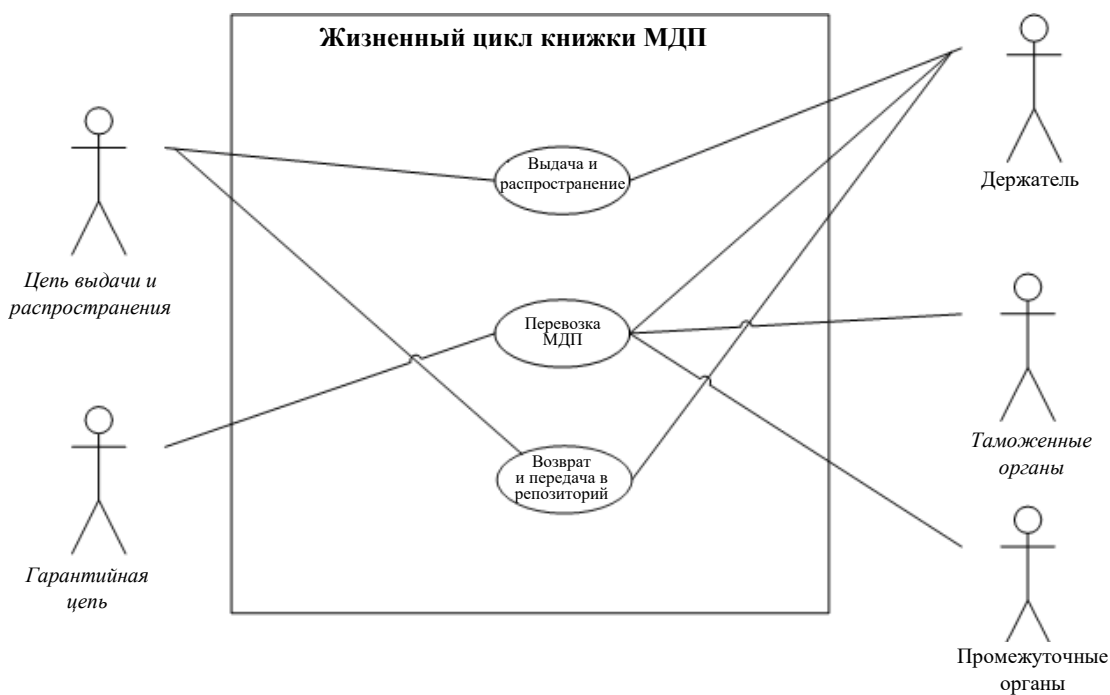 Жизненный цикл книжки МДП
Выдача и
распространение
Держатель
Цепь выдачи и
распространения
Перевозка
МДП
Таможенные
органы
Возврат
и передача в
репозиторий
Гарантийная
цепь
Промежуточные
органы